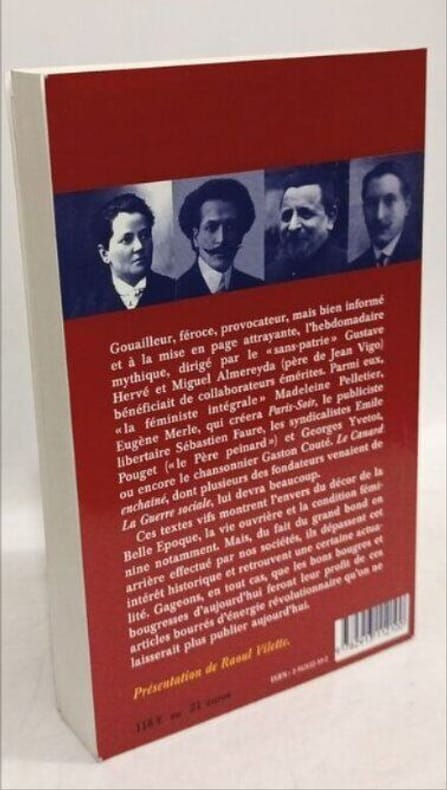 Gouailleur, féroce, provocateur, mais bien informé
et à la mise en page attrayante, l'hebdomadaire
mythique, dirigé par le «sans-patrie» Gustave
Hervé et Miguel Almereyda (père de Jean Vigo)
bénéficiait de collaborateurs émérites. Parmi eux,
«la féministe intégrale» Madeleine Pelletier,
Eugène Merle, qui créera Paris-Soir, le publiciste
libertaire Sébastien Faure, les syndicalistes Emile
Pouget («le Père peinard») et Georges Yvetot,
ou encore le chansonnier Gaston Couté. Le Canard
enchaîné, dont plusieurs des fondateurs venaient de
La Guerre sociale, lui devra beaucoup.
Ces textes vifs montrent l'envers du décor de la
Belle Epoque, la vie ouvrière et la condition fémi-
nine notamment. Mais, du fait du grand bond en
arrière effectué par nos sociétés, ils dépassent cet
intérêt historique et retrouvent une certaine actua-
lité. Gageons, en tout cas, que les bons bougres et
bougresses d'aujourd'hui feront leur profit de ces
articles bourrés d'énergie révolutionnaire qu'on ne
laisserait plus publier aujourd'hui.
Présentation de Raoul Vilette.
118 F ou 21 euros
ISBN :